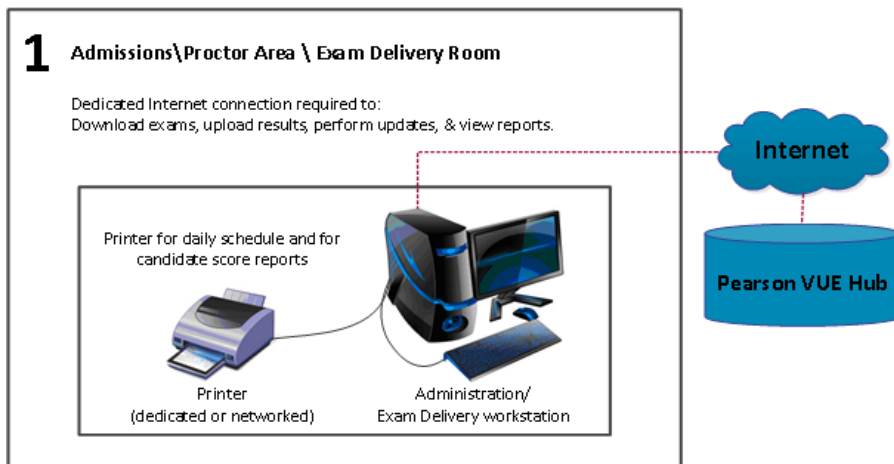 1 Admissions\Proctor Area \ Exam Delivery Room
Dedicated Internet connection required to:
Download exams, upload results, perform updates, & view reports.
Internet
Printer for daily schedule and for
candidate score reports
Pearson VUE Hub
Printer
(dedicated or networked)
Administration/
Exam Delivery workstation